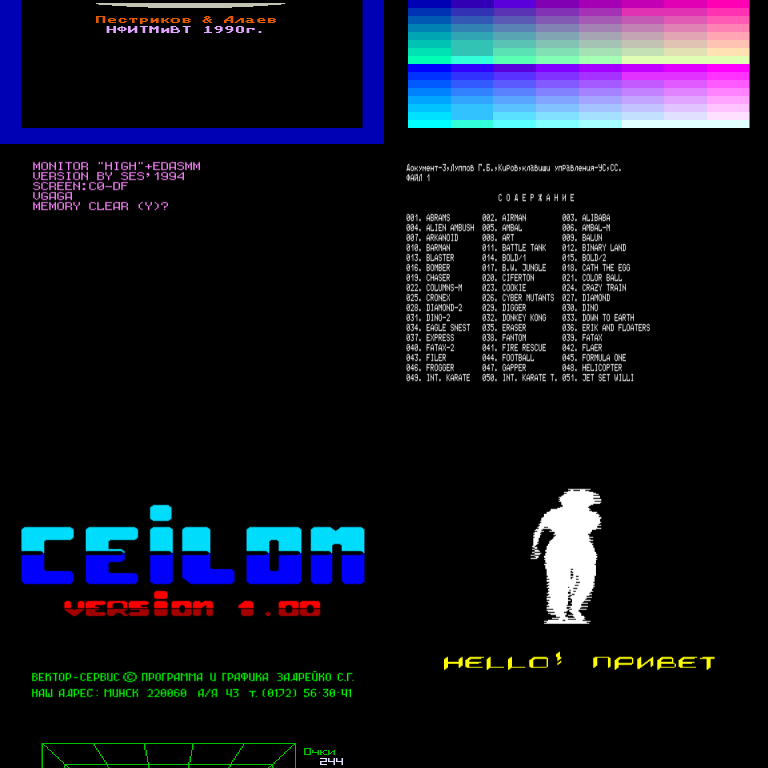 Пестриков & Алаев
НФИТМиВТ 1990г.
MONITOR "HIGH"+EDASMM
VERSION BY SES'1994
SCREEN:C0-DF
VGAGA
MEMORY CLEAR (Y)?
Документ-3,Луппов Г.Б.,Киров,клавиши управления-УС,СС.
ФАЙЛ 1
СОДЕРЖАНИЕ
001. ABRAMS 002. AIRMAN 003. ALIBABA
004. ALIEN AMBUSH 005. AMBAL 006. AMBAL-M
007. ARKANOID 008. ART 009. BALUN
010. BARMAN 011. BATTLE TANK 012. BINARY LAND
013. BLASTER 014. BOLD/1 015. BOLD/2
016. BOMBER 017. B.W. JUNGLE 018. CATH THE EGG
019. CHASER 020. CIFERTON 021. COLOR BALL
022. COLUMNS-M 023. COOKIE 024. CRAZY TRAIN
025. CRONEX 026. CYBER MUTANTS 027. DIAMOND
028. DIAMOND-2 029. DIGGER 030. DINO
031. DINO-2 032. DONKEY KONG 033. DOWN TO EARTH
034. EAGLE SNEST 035. ERASER 036. ERIK AND FLOATERS
037. EXPRESS 038. FANTOM 039. FATAX
040. FATAX-2 041. FIRE RESCUE 042. FLAER
043. FILER 044. FOOTBALL 045. FORMULA ONE
046. FROGGER 047. GAPPER 048. HELICOPTER
049. INT. KARATE 050. INT. KARATE T. 051. JET SET WILLI
CEILON
VERSION 1.00
ВЕКТОР-СЕРВИС © ПРОГРАММА И ГРАФИКА ЗАДРЕЙКО С.Г.
НАШ АДРЕС: МИНСК 220060 А/Я 43 т.(0172) 56-30-41
HELLO! ПРИВЕТ
Очки
244